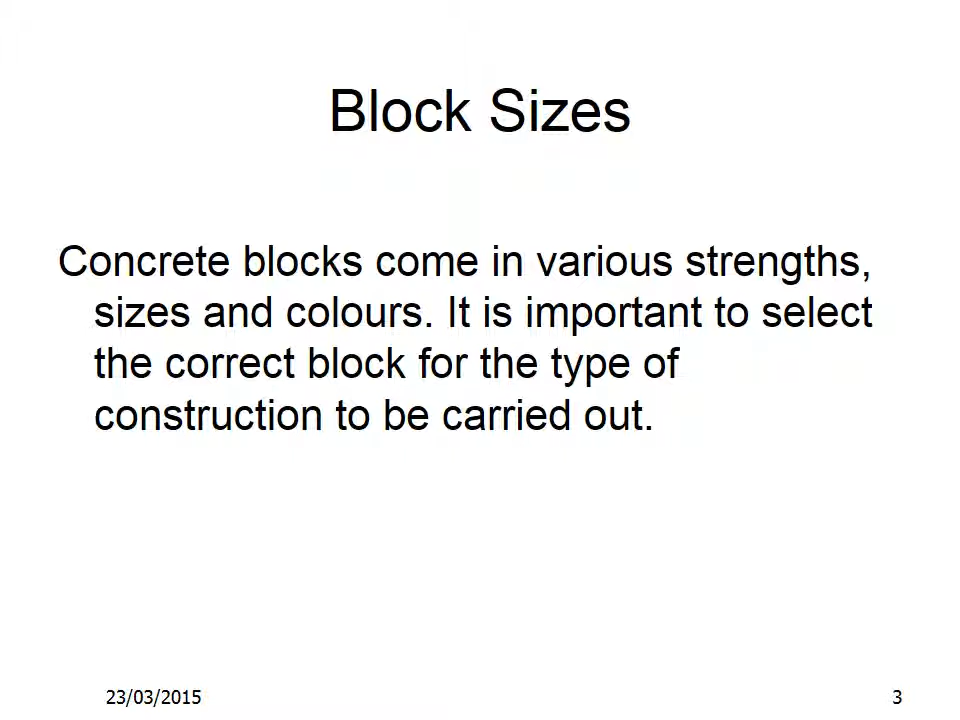 Block Sizes
Concrete blocks come in various strengths,
sizes and colours. It is important to select
the correct block for the type of
construction to be carried out.
23/03/2015
3